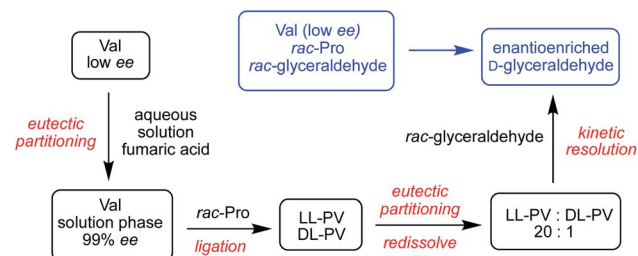 Val
low ee
eutectic
partitioning
aqueous
solution
fumaric acid
Val
solution phase
99% ee
rac-Pro
ligation
LL-PV
DL-PV
eutectic
partitioning
redissolve
LL-PV : DL-PV
20 : 1
rac-glyceraldehyde
kinetic
resolution
Val (low ee)
rac-Pro
rac-glyceraldehyde
enantioenriched
D-glyceraldehyde